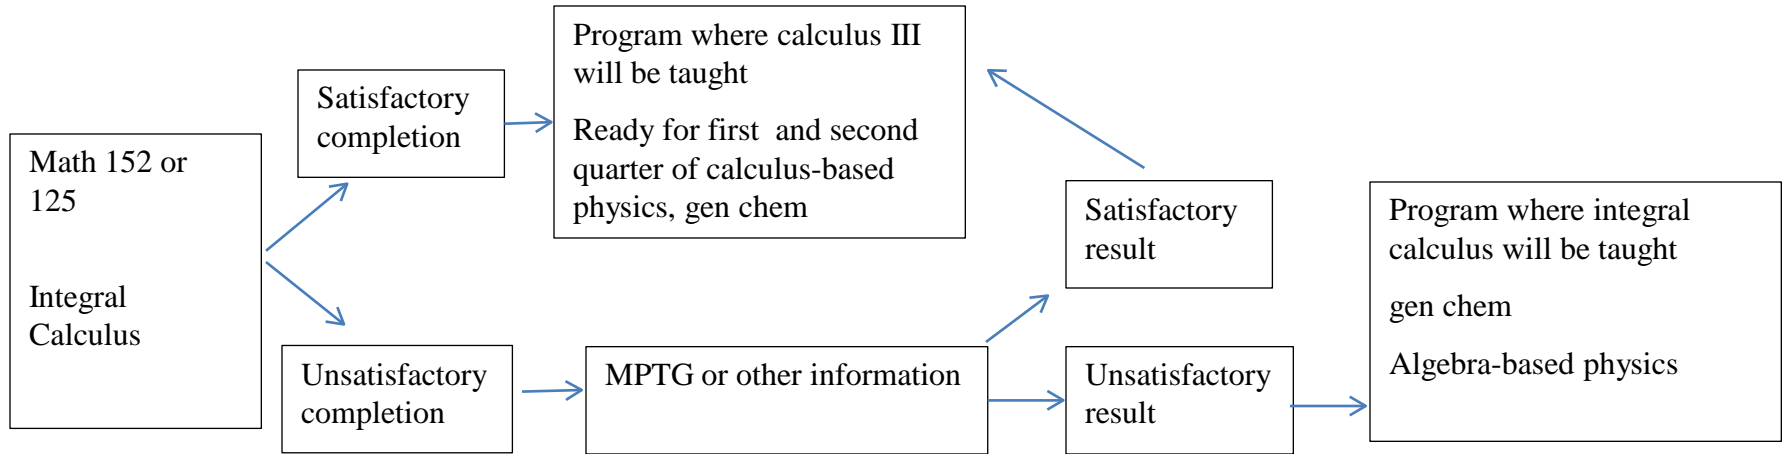 Math 152 or
125
Integral
Calculus
Satisfactory
completion
Program where calculus III
will be taught
Ready for first and second
quarter of calculus-based
physics, gen chem
Unsatisfactory
completion
MPTG or other information
Satisfactory
result
Unsatisfactory
result
Program where integral
calculus will be taught
gen chem
Algebra-based physics